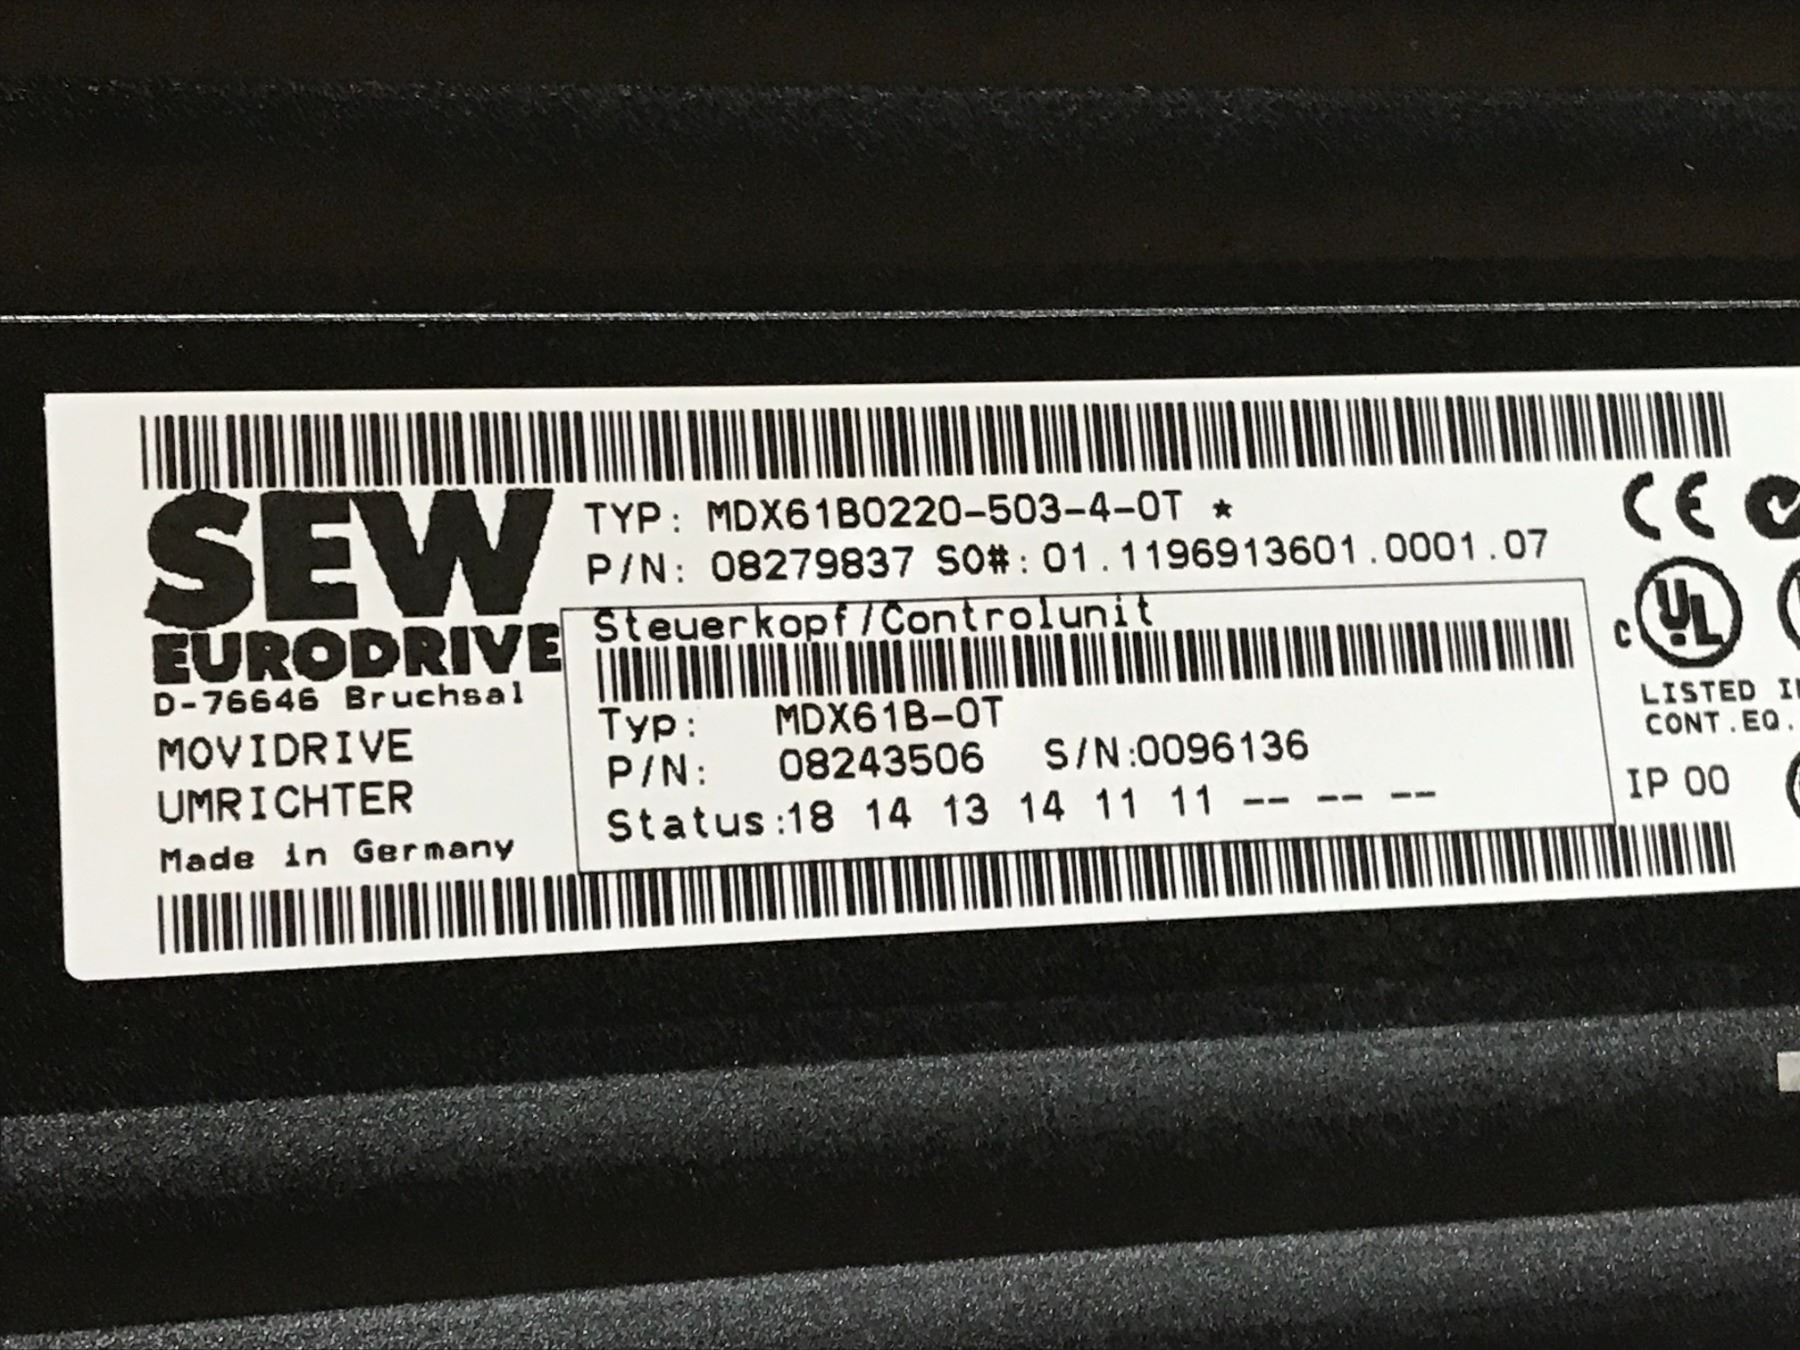 SEW
EURODRIVE
D-76646 Bruchsal
MOVIDRIVE
UMRICHTER
Made in Germany
TYP: MDX61B0220-503-4-0T *
P/N: 08279837 SO#: 01.1196913601.0001.07
Steuerkopf/Controlunit
Typ: MDX61B-0T
P/N: 08243506 S/N:0096136
Status:18 14 13 14 11 11 -- -- --
CE
c UL
LISTED
CONT.EQ.
IP 00